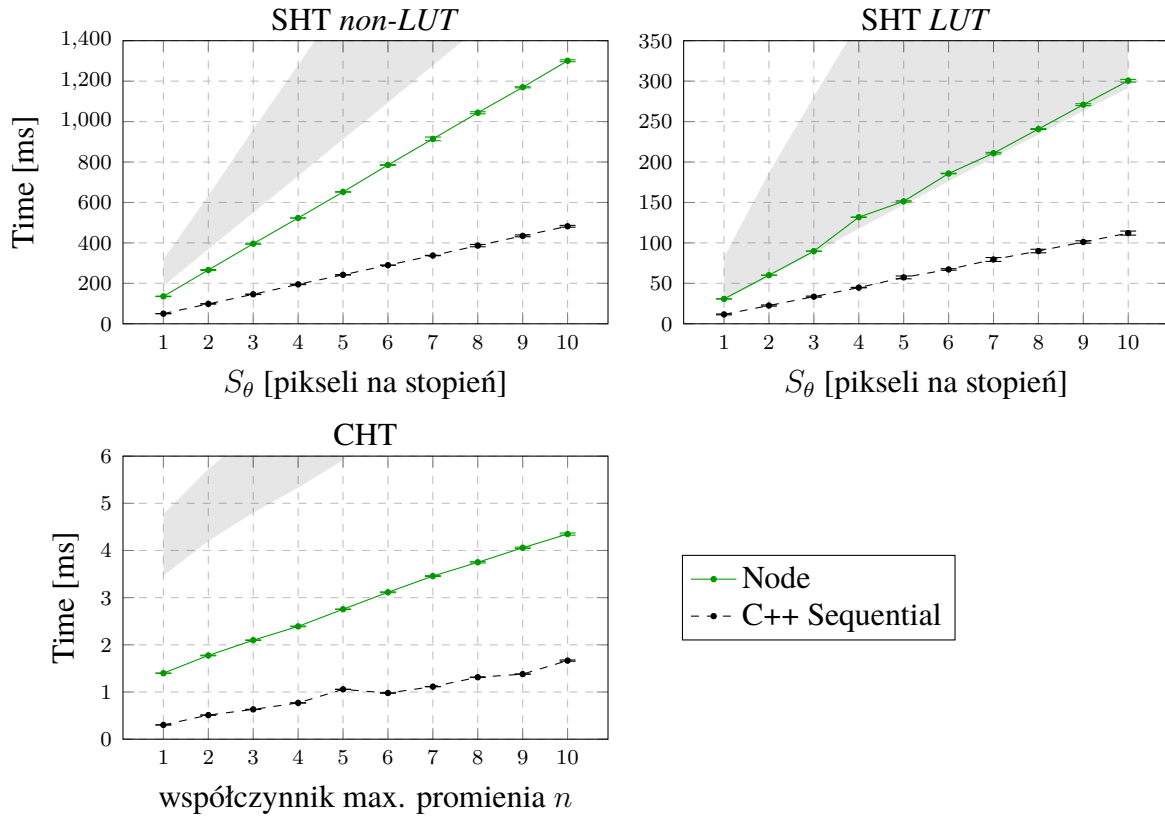 SHT non-LUT
1,400
1,200
1,000
800
600
400
200
0
Time [ms]
1 2 3 4 5 6 7 8 9 10
S_θ [pikseli na stopień]
SHT LUT
350
300
250
200
150
100
50
0
1 2 3 4 5 6 7 8 9 10
S_θ [pikseli na stopień]
CHT
6
5
4
3
2
1
0
Time [ms]
1 2 3 4 5 6 7 8 9 10
współczynnik max. promienia n
Node
C++ Sequential